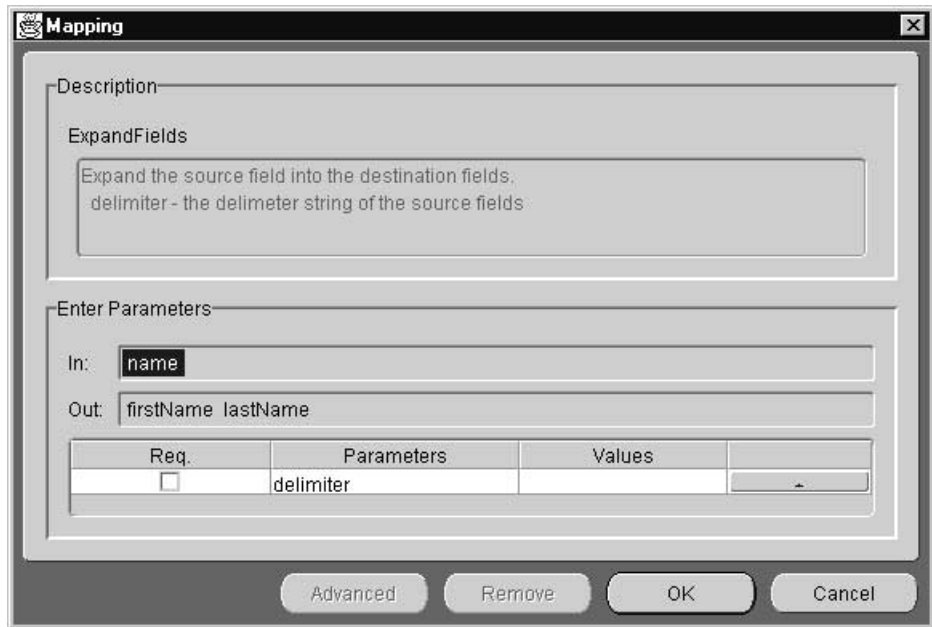 Mapping
Description
ExpandFields
Expand the source field into the destination fields.
delimiter - the delimeter string of the source fields
Enter Parameters
In: name
Out: firstName lastName
Req. Parameters Values
delimiter
Advanced Remove OK Cancel